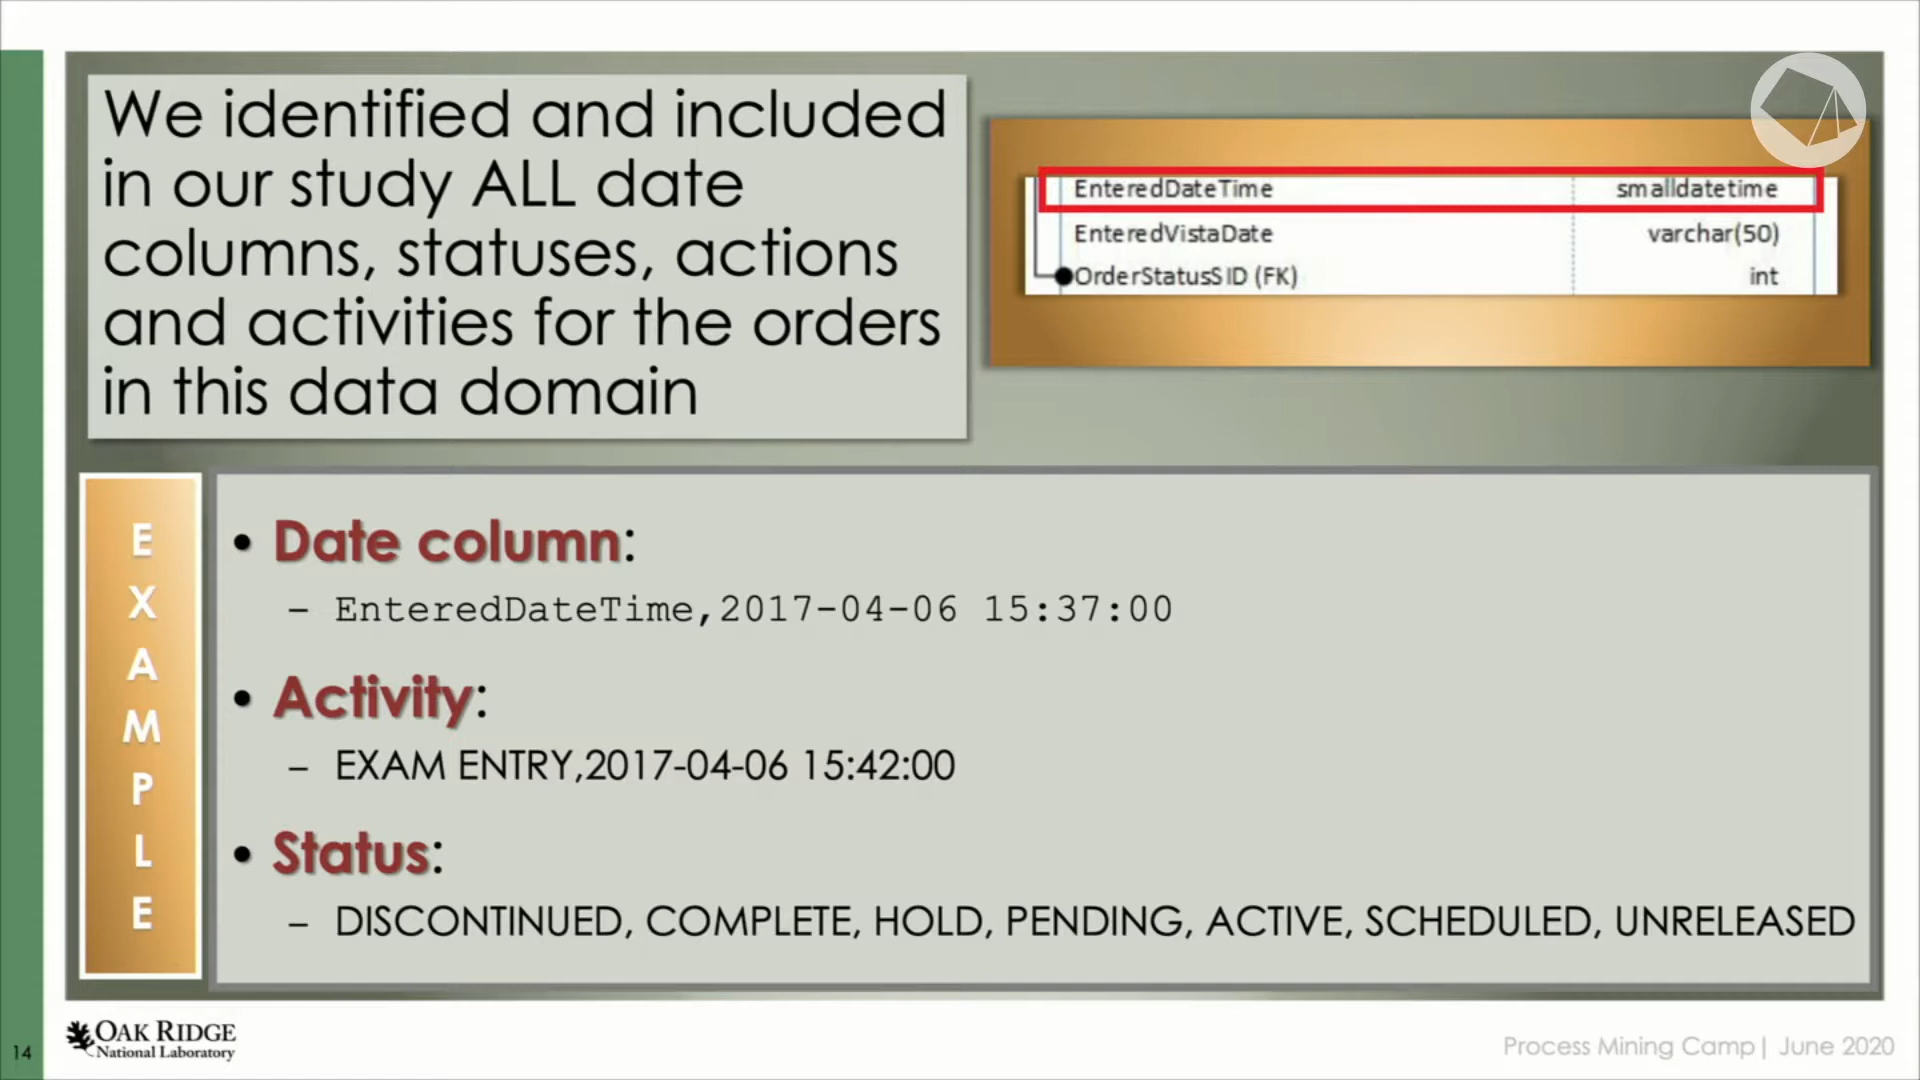 We identified and included
in our study ALL date
columns, statuses, actions
and activities for the orders
in this data domain
EnteredDateTime smalldatetime
EnteredVistaDate varchar(50)
OrderStatusSID (FK) int
E
X
A
M
P
L
E
• Date column:
– EnteredDateTime,2017-04-06 15:37:00
• Activity:
– EXAM ENTRY,2017-04-06 15:42:00
• Status:
– DISCONTINUED, COMPLETE, HOLD, PENDING, ACTIVE, SCHEDULED, UNRELEASED
14
OAK RIDGE
National Laboratory
Process Mining Camp| June 2020